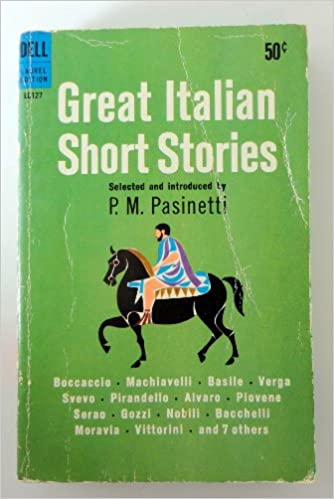 DELL
LAUREL
EDITION
LC127
50¢
Great Italian
Short Stories
Selected and introduced by
P. M. Pasinetti
Boccaccio · Machiavelli · Basile · Verga
Svevo · Pirandello · Alvaro · Piovene
Serao · Gozzi · Nobili · Bacchelli
Moravia · Vittorini · and 7 others